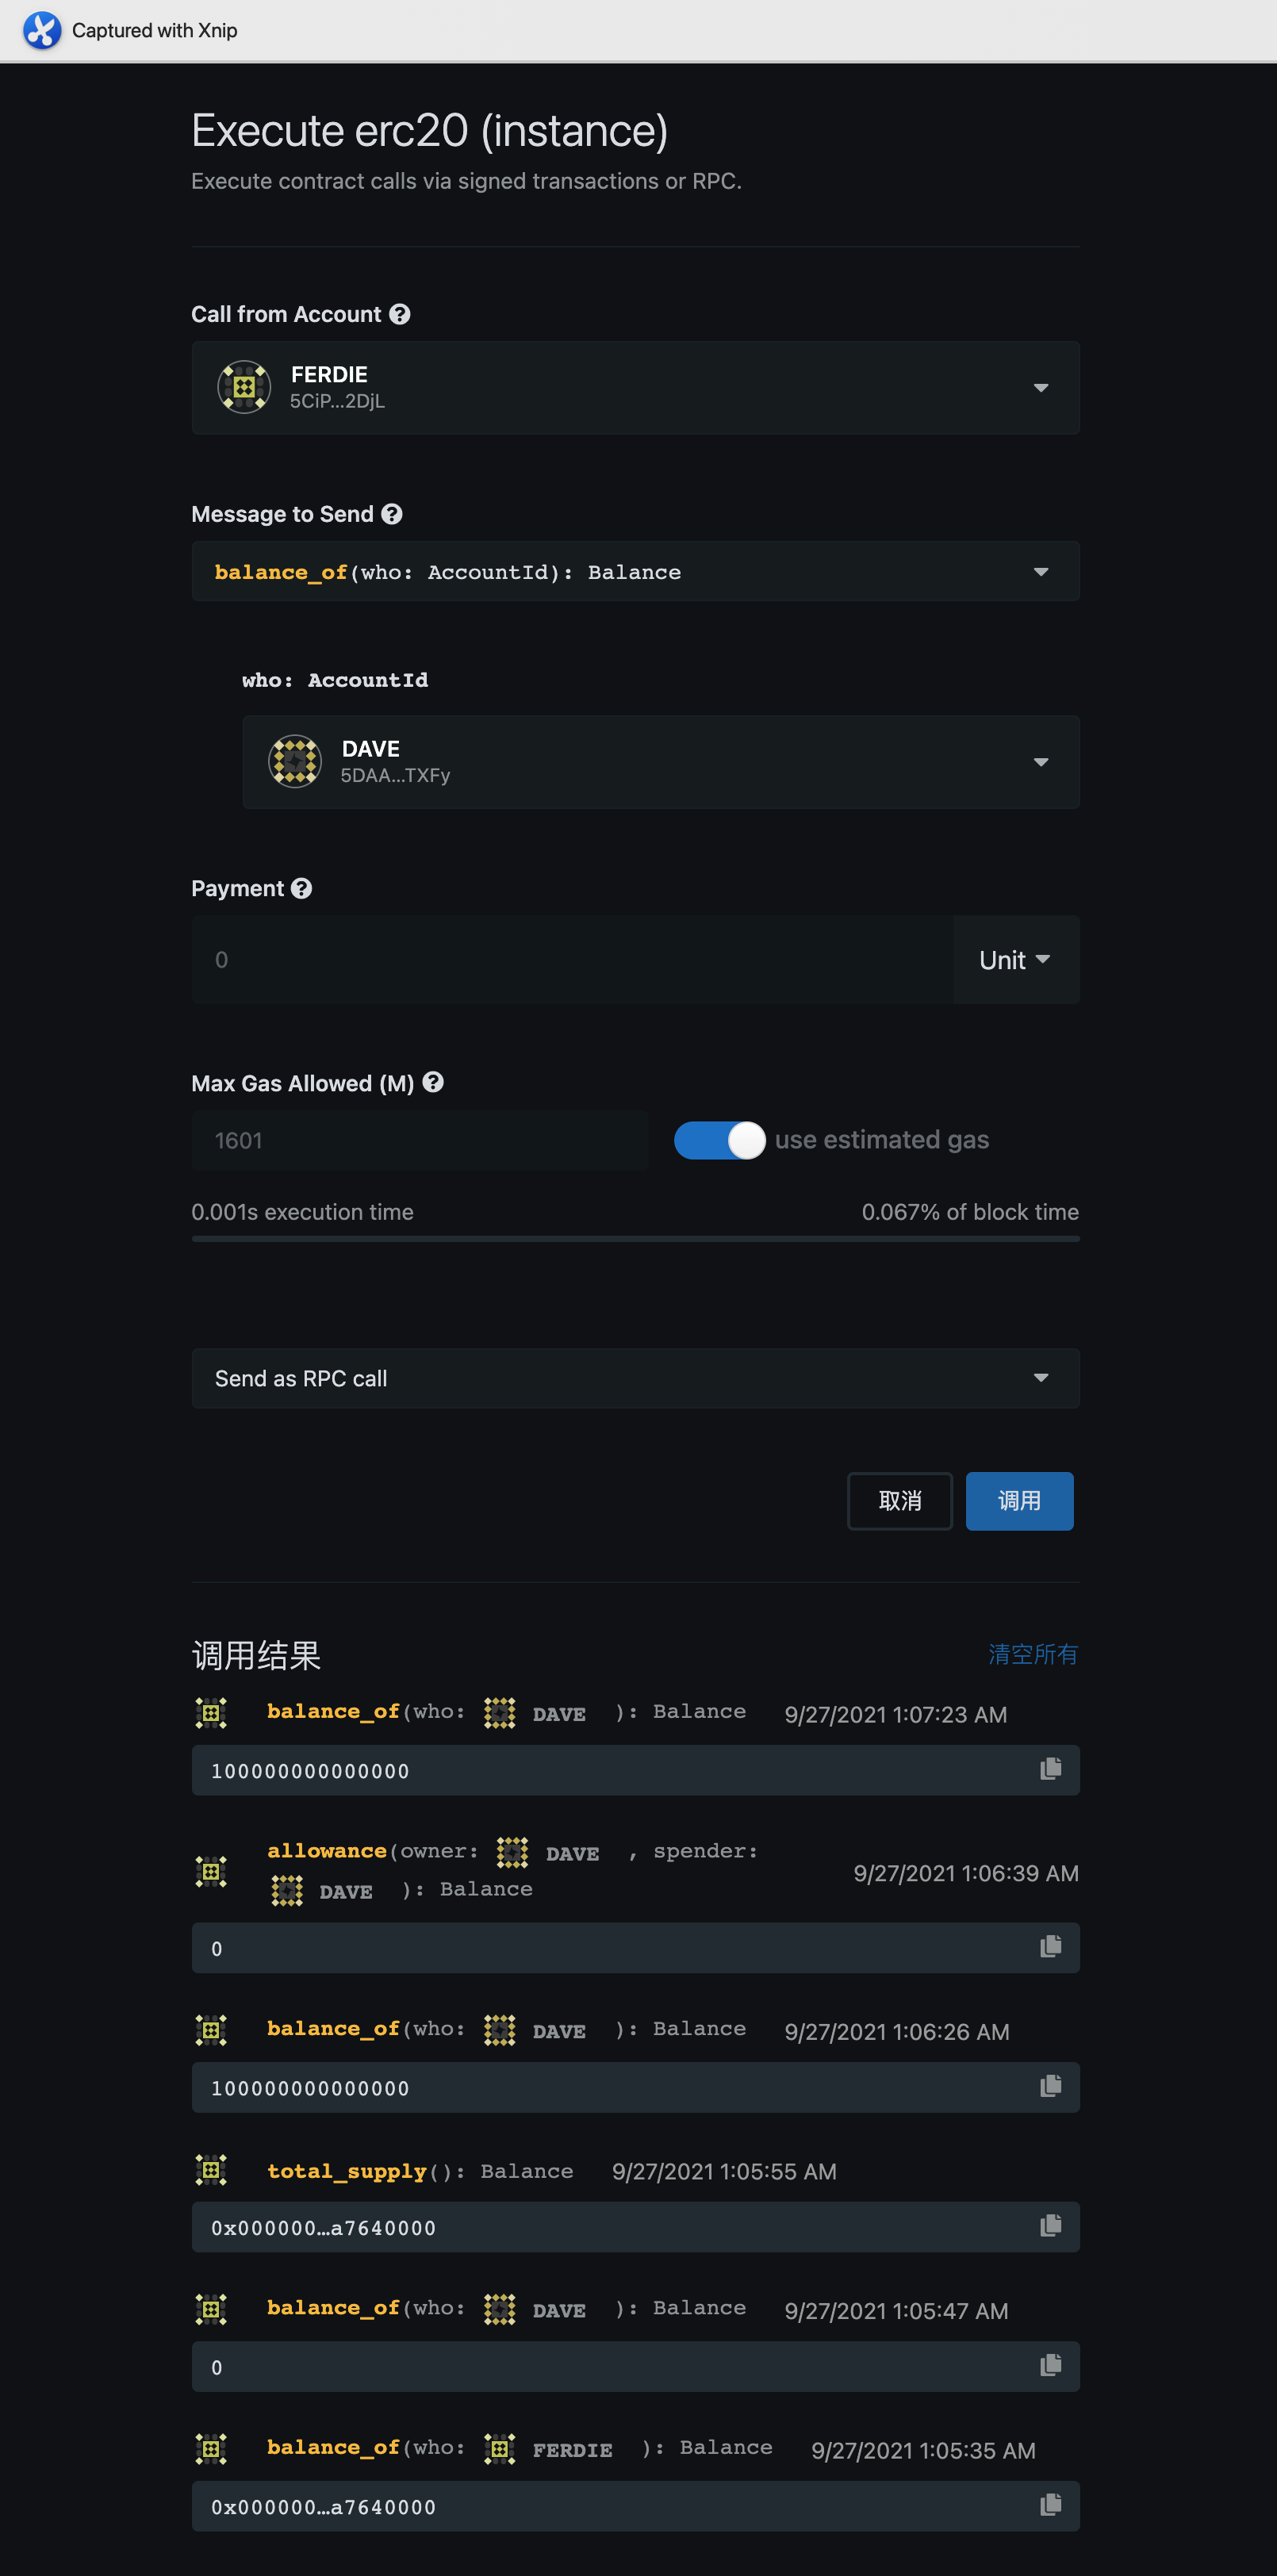 Captured with Xnip
Execute erc20 (instance)
Execute contract calls via signed transactions or RPC.
Call from Account
FERDIE
5CiP...2DjL
Message to Send
balance_of(who: AccountId): Balance
who: AccountId
DAVE
5DAA...TXFy
Payment
0 Unit
Max Gas Allowed (M)
1601 use estimated gas
0.001s execution time 0.067% of block time
Send as RPC call
取消 调用
调用结果 清空所有
balance_of(who: DAVE ): Balance 9/27/2021 1:07:23 AM
100000000000000
allowance(owner: DAVE , spender:
DAVE ): Balance 9/27/2021 1:06:39 AM
0
balance_of(who: DAVE ): Balance 9/27/2021 1:06:26 AM
100000000000000
total_supply(): Balance 9/27/2021 1:05:55 AM
0x000000…a7640000
balance_of(who: DAVE ): Balance 9/27/2021 1:05:47 AM
0
balance_of(who: FERDIE ): Balance 9/27/2021 1:05:35 AM
0x000000…a7640000